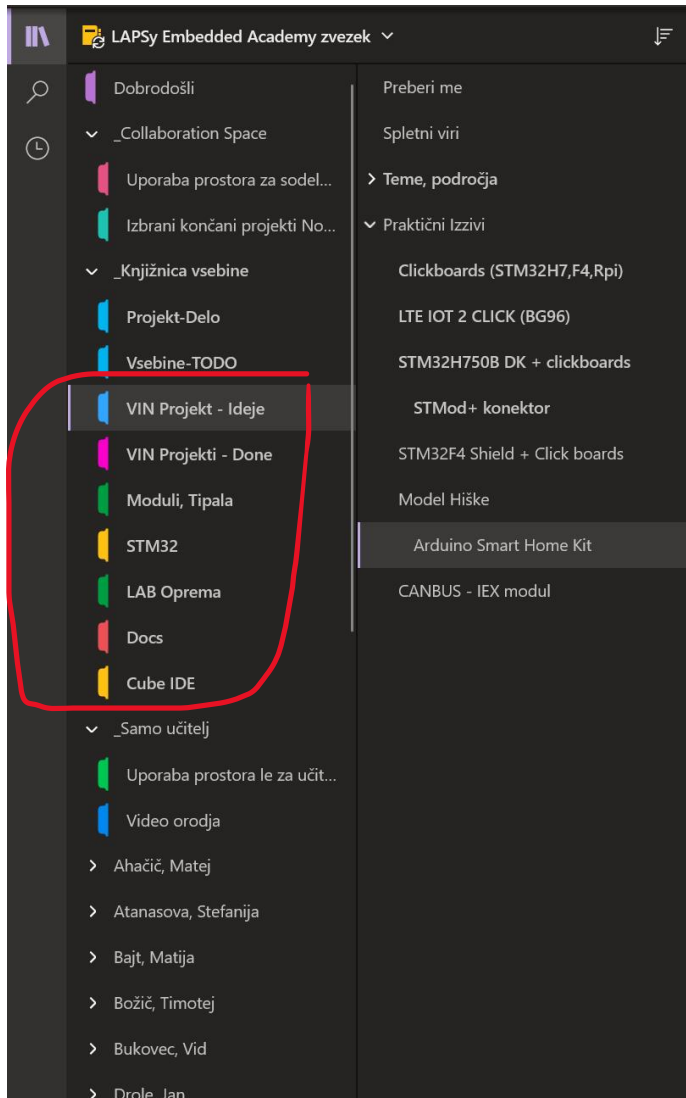 LAPSy Embedded Academy zvezek
Dobrodošli
_Collaboration Space
Uporaba prostora za sodel...
Izbrani končani projekti No...
_Knjižnica vsebine
Projekt-Delo
Vsebine-TODO
VIN Projekt - Ideje
VIN Projekti - Done
Moduli, Tipala
STM32
LAB Oprema
Docs
Cube IDE
_Samo učitelj
Uporaba prostora le za učit...
Video orodja
Ahačič, Matej
Atanasova, Stefanija
Bajt, Matija
Božič, Timotej
Bukovec, Vid
Drole, Jan
Preberi me
Spletni viri
Teme, področja
Praktični Izzivi
Clickboards (STM32H7,F4,Rpi)
LTE IOT 2 CLICK (BG96)
STM32H750B DK + clickboards
STMod+ konektor
STM32F4 Shield + Click boards
Model Hiške
Arduino Smart Home Kit
CANBUS - IEX modul